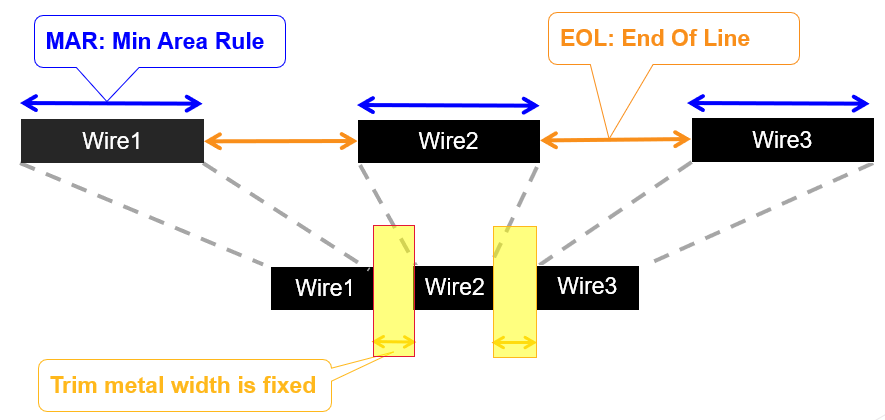 MAR: Min Area Rule
EOL: End Of Line
Wire1
Wire2
Wire3
Wire1
Wire2
Wire3
Trim metal width is fixed